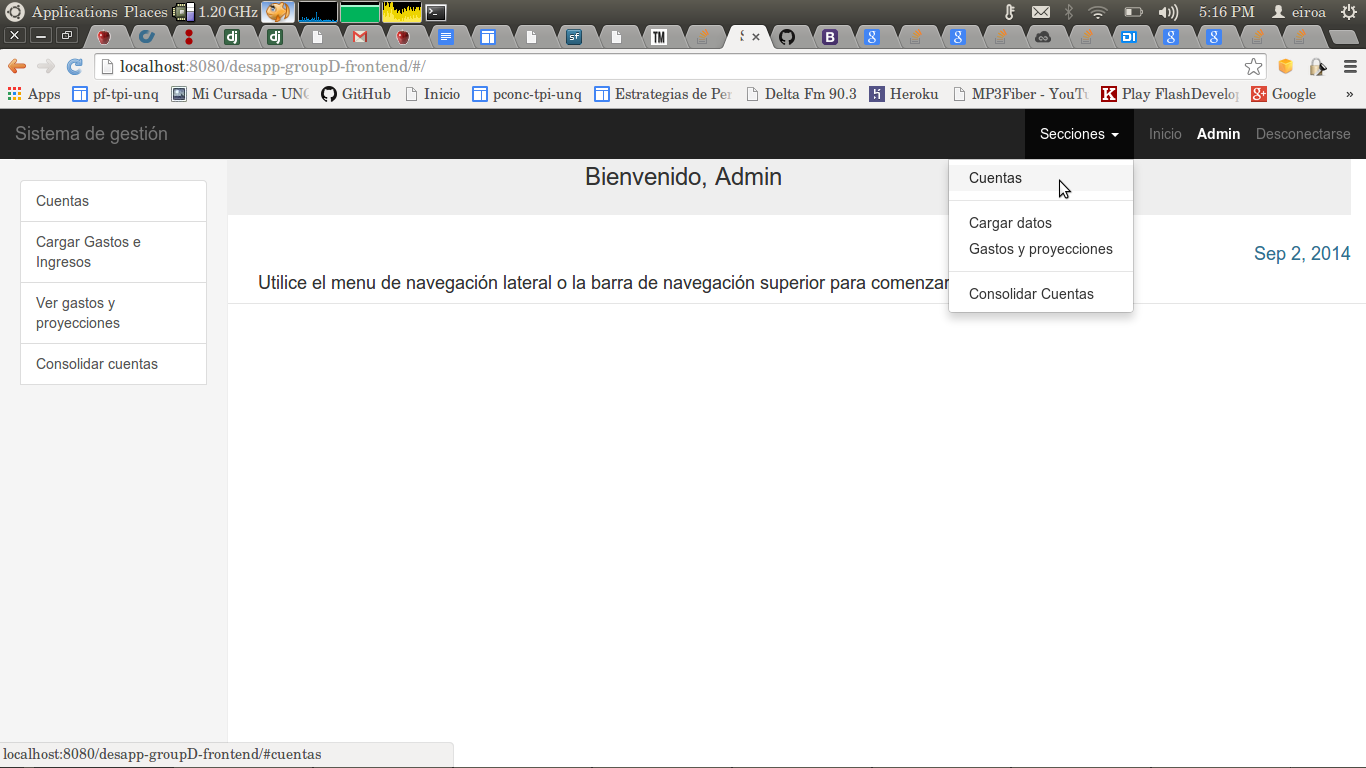 Applications Places 1.20 GHz 5:16 PM eiroa
localhost:8080/desapp-groupD-frontend/#/
Apps pf-tpi-unq Mi Cursada - UNQ GitHub Inicio pconc-tpi-unq Estrategias de Per Delta Fm 90.3 Heroku MP3Fiber - YouTu Play FlashDevelop Google »
Sistema de gestión Secciones Inicio Admin Desconectarse
Bienvenido, Admin
Cuentas
Cargar datos
Gastos y proyecciones
Consolidar Cuentas
Cuentas
Cargar Gastos e
Ingresos
Ver gastos y
proyecciones
Consolidar cuentas
Sep 2, 2014
Utilice el menu de navegación lateral o la barra de navegación superior para comenzar
localhost:8080/desapp-groupD-frontend/#cuentas